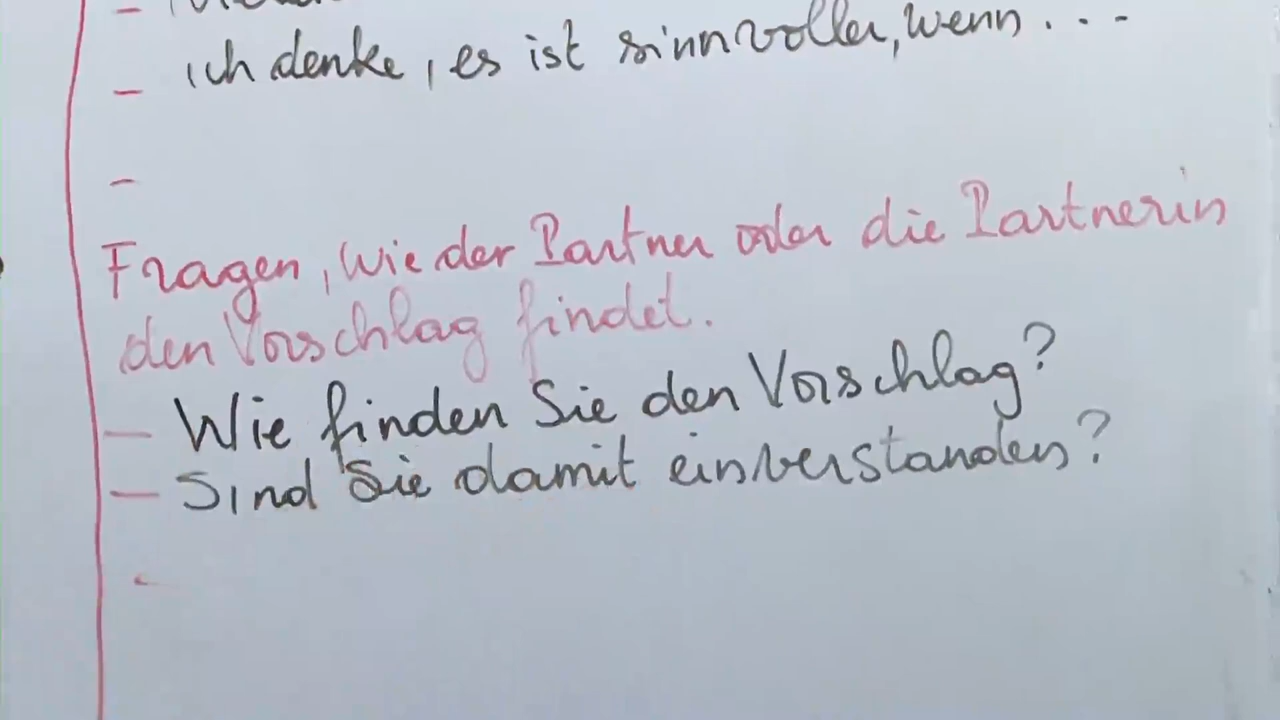 -
- ich denke, es ist sinnvoller, wenn...
-
Fragen, wie der Partner oder die Partnerin
den Vorschlag findet.
- Wie finden Sie den Vorschlag?
- Sind Sie damit einverstanden?
-